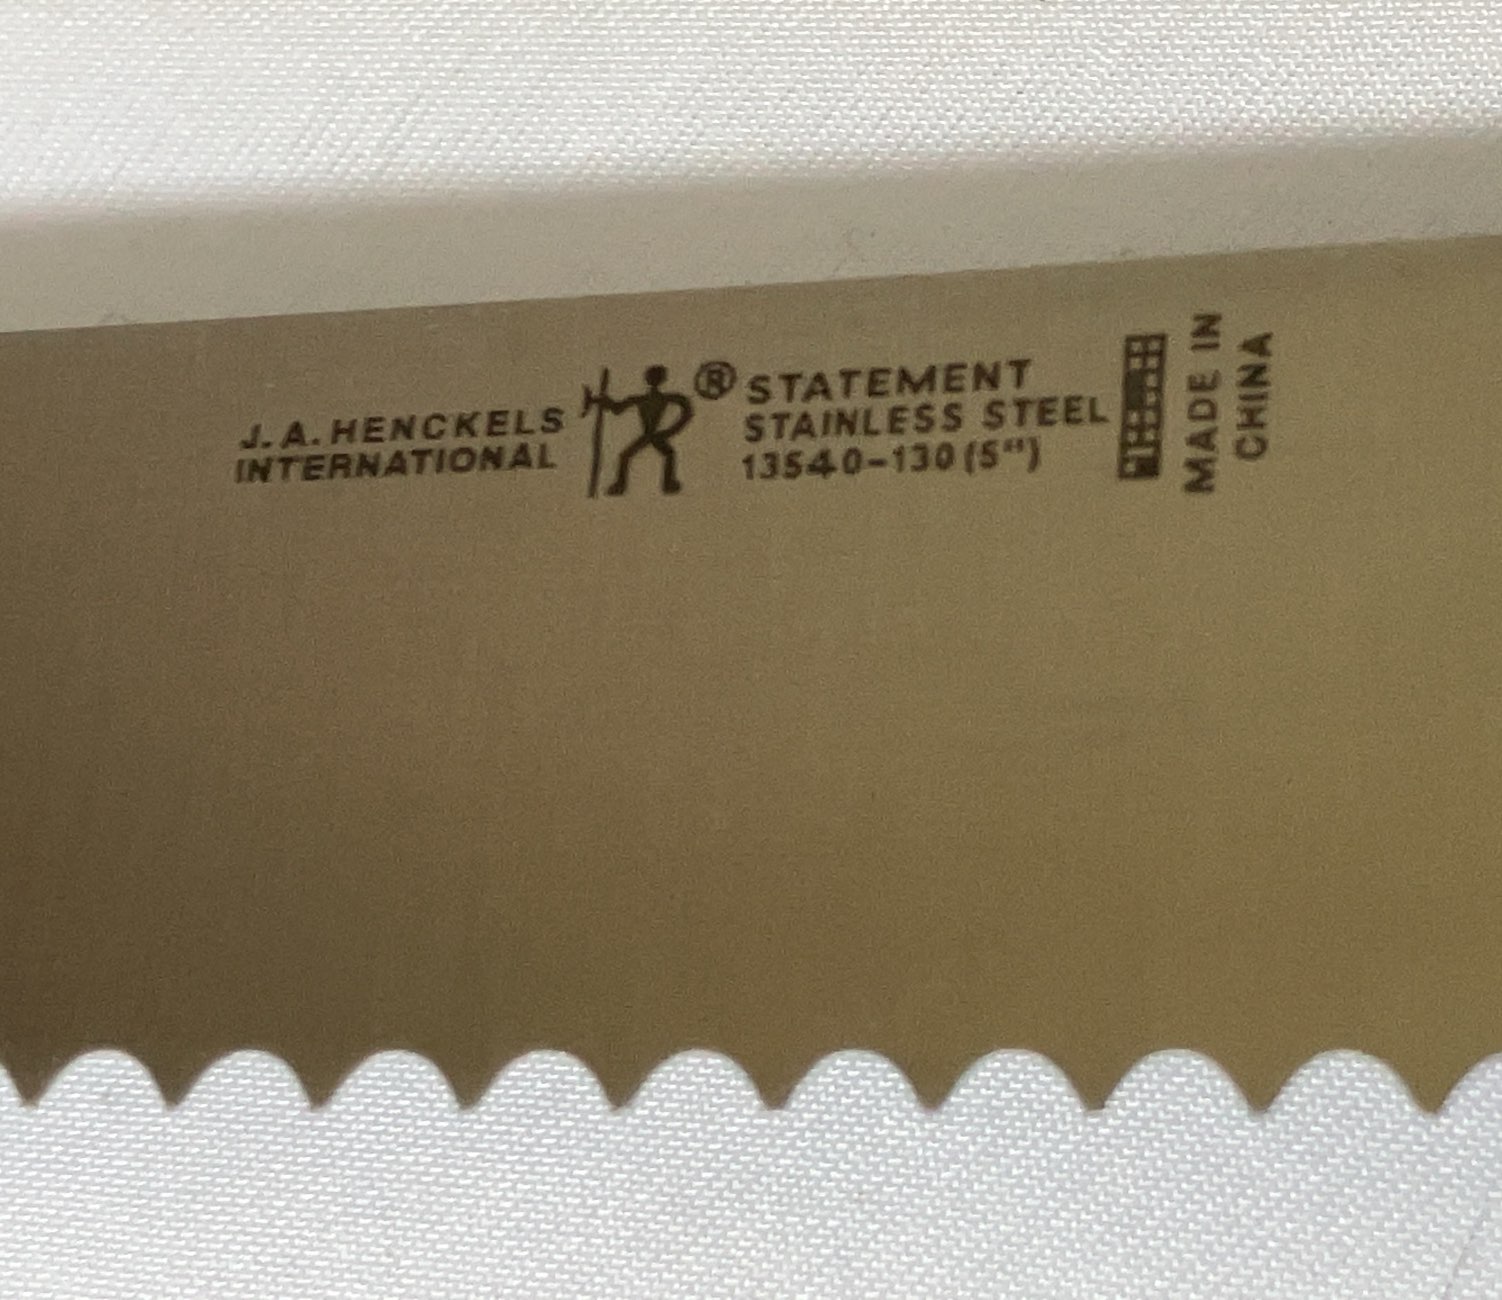 J.A.HENCKELS
INTERNATIONAL
®
STATEMENT
STAINLESS STEEL
13540-130 (5")
MADE IN
CHINA